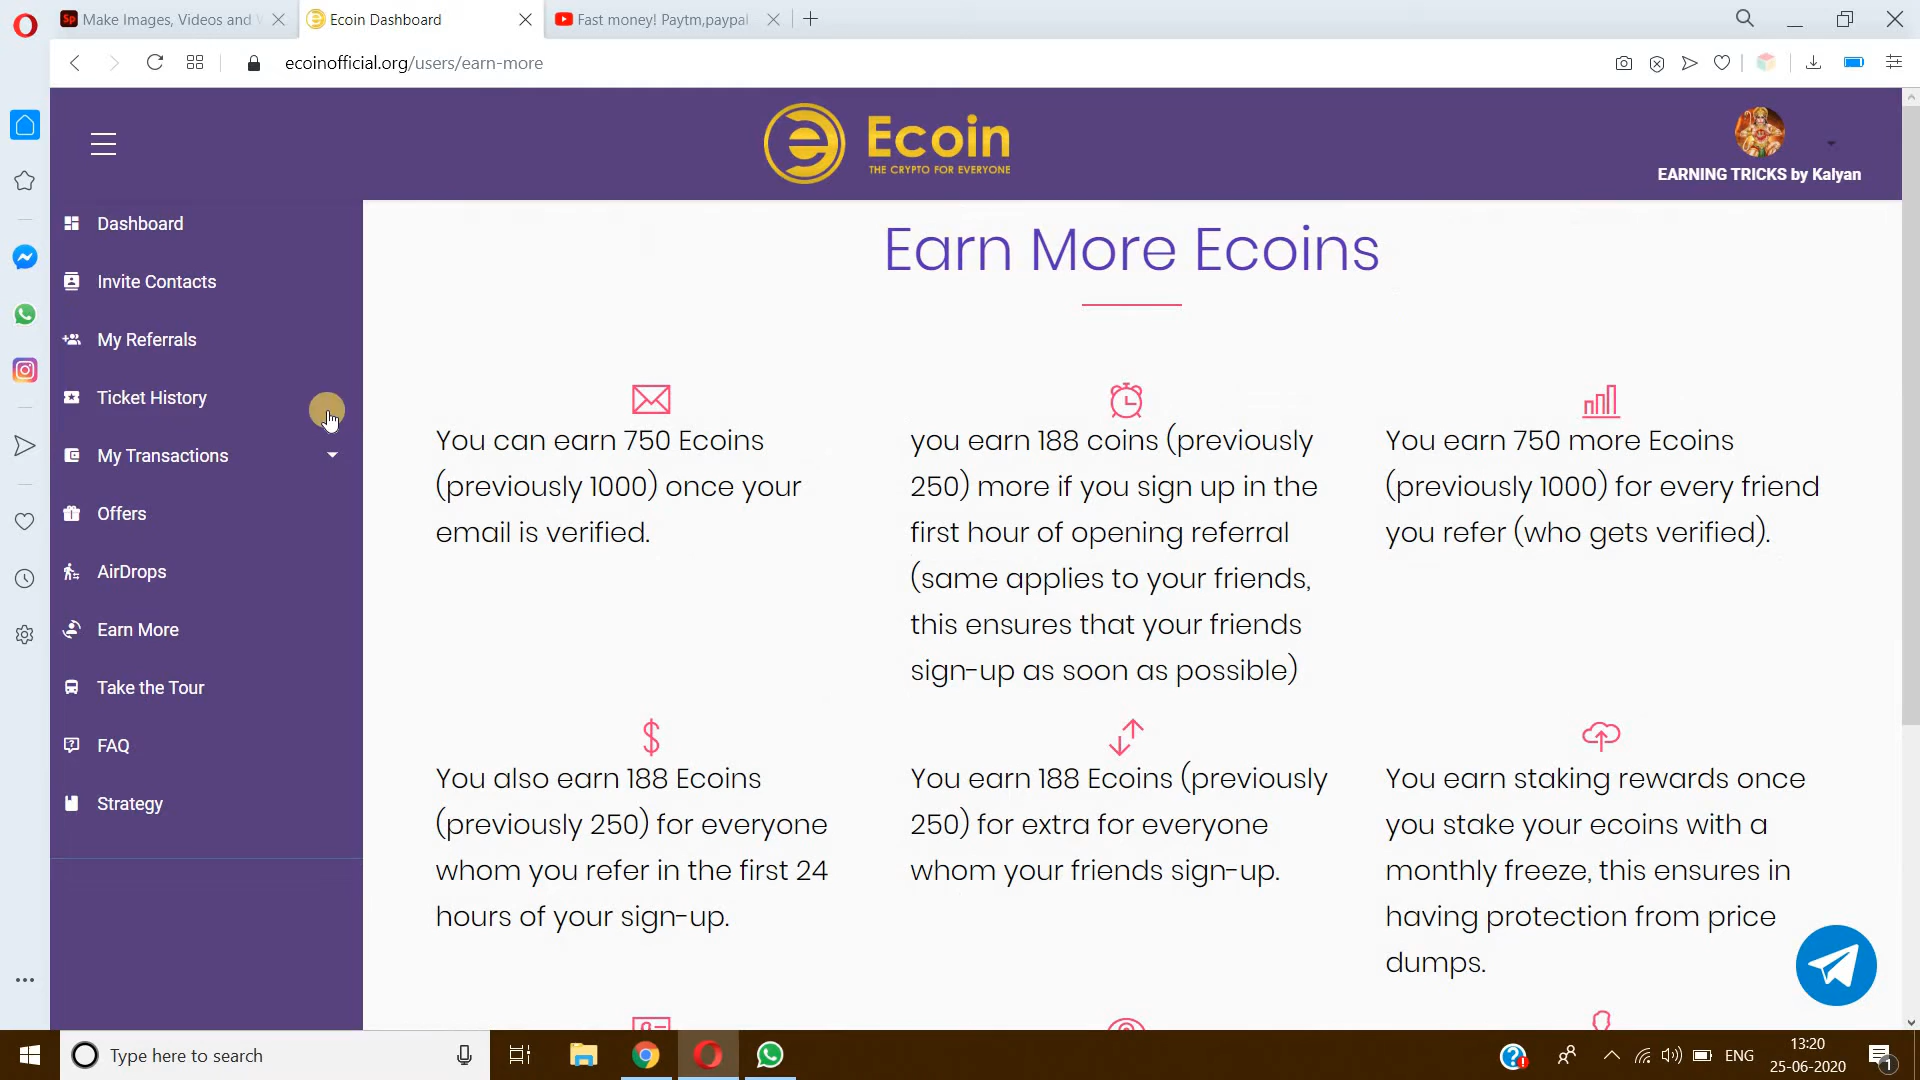 Make Images, Videos and
Ecoin Dashboard
Fast money! Paytm,paypal
ecoinofficial.org/users/earn-more
Ecoin
THE CRYPTO FOR EVERYONE
EARNING TRICKS by Kalyan
Dashboard
Invite Contacts
My Referrals
Ticket History
My Transactions
Offers
AirDrops
Earn More
Take the Tour
FAQ
Strategy
Earn More Ecoins
You can earn 750 Ecoins
(previously 1000) once your
email is verified.
you earn 188 coins (previously
250) more if you sign up in the
first hour of opening referral
(same applies to your friends,
this ensures that your friends
sign-up as soon as possible)
You earn 750 more Ecoins
(previously 1000) for every friend
you refer (who gets verified).
You also earn 188 Ecoins
(previously 250) for everyone
whom you refer in the first 24
hours of your sign-up.
You earn 188 Ecoins (previously
250) for extra for everyone
whom your friends sign-up.
You earn staking rewards once
you stake your ecoins with a
monthly freeze, this ensures in
having protection from price
dumps.
Type here to search
ENG
13:20
25-06-2020
1